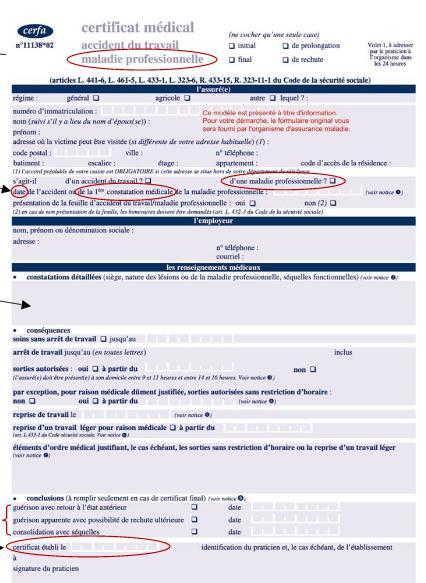 cerfa
n°11138*02
certificat médical
accident du travail
maladie professionnelle
(ne cocher qu'une seule case)
initial de prolongation
final de rechute
Volet 1, à adresser
par le praticien à
l'organisme dans
les 24 heures
(articles L. 441-6, L. 461-5, L. 433-1, L. 323-6, R. 433-15, R. 323-11-1 du Code de la sécurité sociale)
l'assuré(e)
régime : général agricole autre lequel ? :
numéro d'immatriculation :
nom (suivi s'il y a lieu du nom d'époux(se)) :
prénom :
Ce modèle est présenté à titre d'information.
Pour votre démarche, le formulaire original vous
sera fourni par l'organisme d'assurance maladie.
adresse où la victime peut être visitée (si différente de votre adresse habituelle) (1) :
code postal : ville : n° téléphone :
batiment : escalier : étage : appartement : code d'accès de la résidence :
(1) l'accord préalable de votre caisse est OBLIGATOIRE si cette adresse se situe hors de votre département de résidence
s'agit-il d'un accident du travail ? d'une maladie professionnelle ?
date de l'accident ou de la 1ère constatation médicale de la maladie professionnelle : (voir notice)
présentation de la feuille d'accident du travail/maladie professionnelle : oui non (2)
(2) en cas de non présentation de la feuille, les honoraires doivent être demandés (art. L. 432-3 du Code de la sécurité sociale)
l'employeur
nom, prénom ou dénomination sociale :
adresse :
n° téléphone :
courriel :
les renseignements médicaux
• constatations détaillées (siège, nature des lésions ou de la maladie professionnelle, séquelles fonctionnelles) (voir notice)
• conséquences
soins sans arrêt de travail jusqu'au
arrêt de travail jusqu'au (en toutes lettres) inclus
sorties autorisées : oui à partir du non
(l'assuré(e) doit être présent(e) à son domicile entre 9 et 11 heures et entre 14 et 16 heures. Voir notice)
par exception, pour raison médicale dûment justifiée, sorties autorisées sans restriction d'horaire :
non oui à partir du
reprise de travail le (voir notice)
reprise d'un travail léger pour raison médicale à partir du
(art. L.433-1 du Code sécurité sociale. Voir notice)
éléments d'ordre médical justifiant, le cas échéant, les sorties sans restriction d'horaire ou la reprise d'un travail léger
(voir notice)
• conclusions (à remplir seulement en cas de certificat final) (voir notice)
guérison avec retour à l'état antérieur date
guérison apparente avec possibilité de rechute ultérieure date
consolidation avec séquelles date
certificat établi le identification du praticien et, le cas échéant, de l'établissement
à
signature du praticien